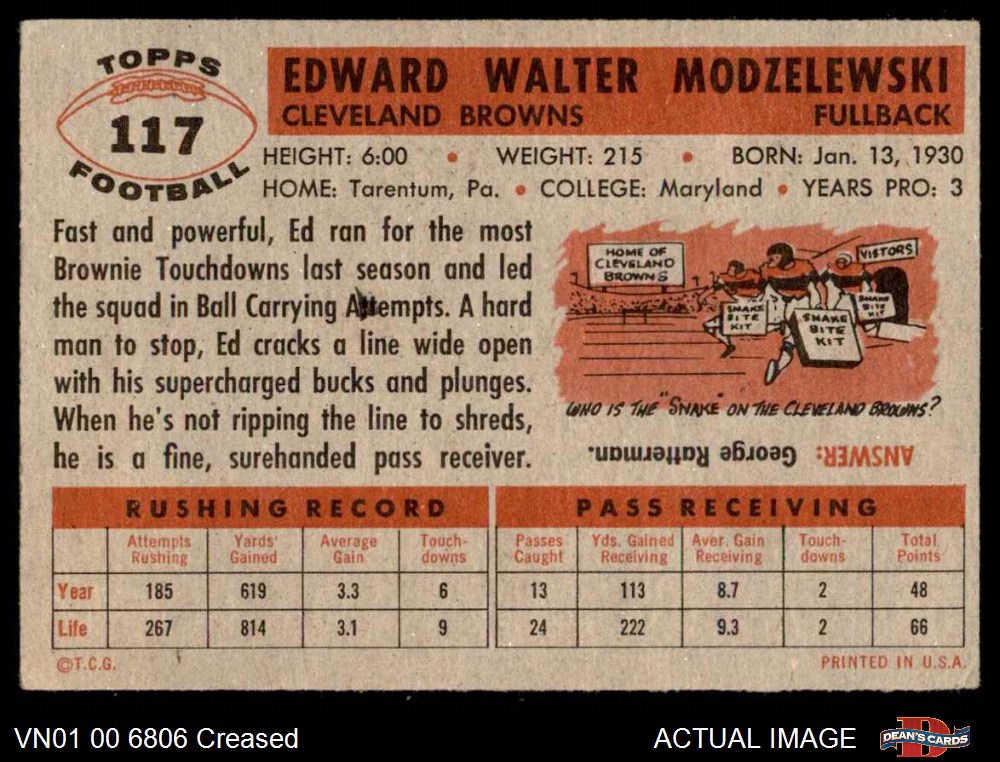 TOPPS
117
FOOTBALL
EDWARD WALTER MODZELEWSKI
CLEVELAND BROWNS FULLBACK
HEIGHT: 6:00 • WEIGHT: 215 • BORN: Jan. 13, 1930
HOME: Tarentum, Pa. • COLLEGE: Maryland • YEARS PRO: 3
Fast and powerful, Ed ran for the most
Brownie Touchdowns last season and led
the squad in Ball Carrying Attempts. A hard
man to stop, Ed cracks a line wide open
with his supercharged bucks and plunges.
When he's not ripping the line to shreds,
he is a fine, surehanded pass receiver.
HOME OF
CLEVELAND
BROWNS
VISTORS
SNAKE
BITE
KIT
SNAKE
BITE
KIT
SNAKE
BITE
KIT
WHO IS THE "SNAKE" ON THE CLEVELAND BROWNS?
ANSWER: George Ratterman.
RUSHING RECORD PASS RECEIVING
Attempts Rushing Yards' Gained Average Gain Touch-downs Passes Caught Yds. Gained Receiving Aver. Gain Receiving Touch-downs Total Points
Year 185 619 3.3 6 13 113 8.7 2 48
Life 267 814 3.1 9 24 222 9.3 2 66
©T.C.G. PRINTED IN U.S.A.
VN01 00 6806 Creased ACTUAL IMAGE
D
DEAN'S CARDS